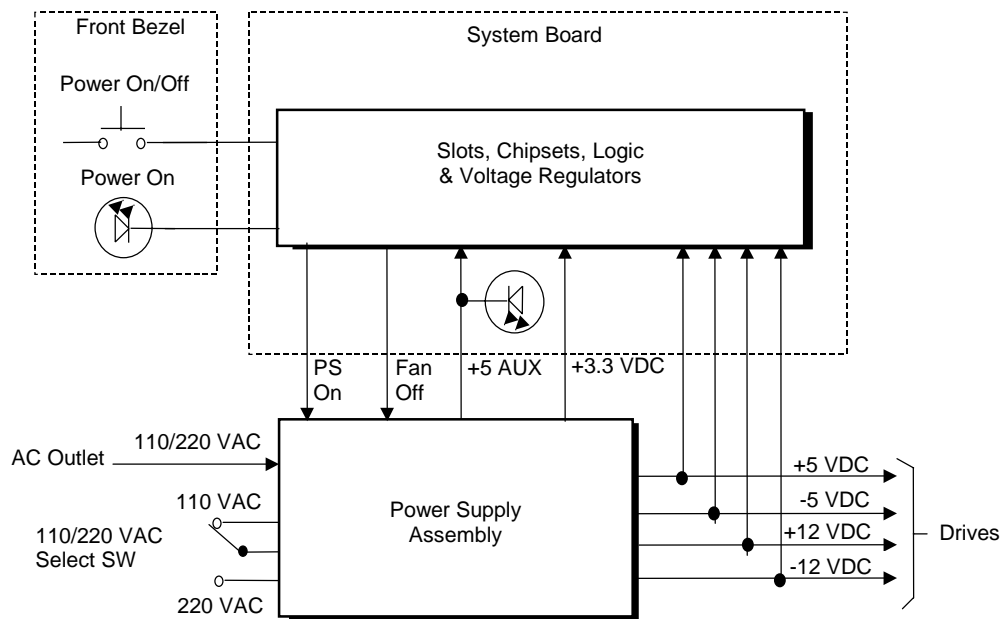 Front Bezel
System Board
Power On/Off
Power On
Slots, Chipsets, Logic
& Voltage Regulators
PS
On
Fan
Off
+5 AUX
+3.3 VDC
AC Outlet
110/220 VAC
110 VAC
110/220 VAC
Select SW
220 VAC
Power Supply
Assembly
+5 VDC
-5 VDC
+12 VDC
-12 VDC
Drives